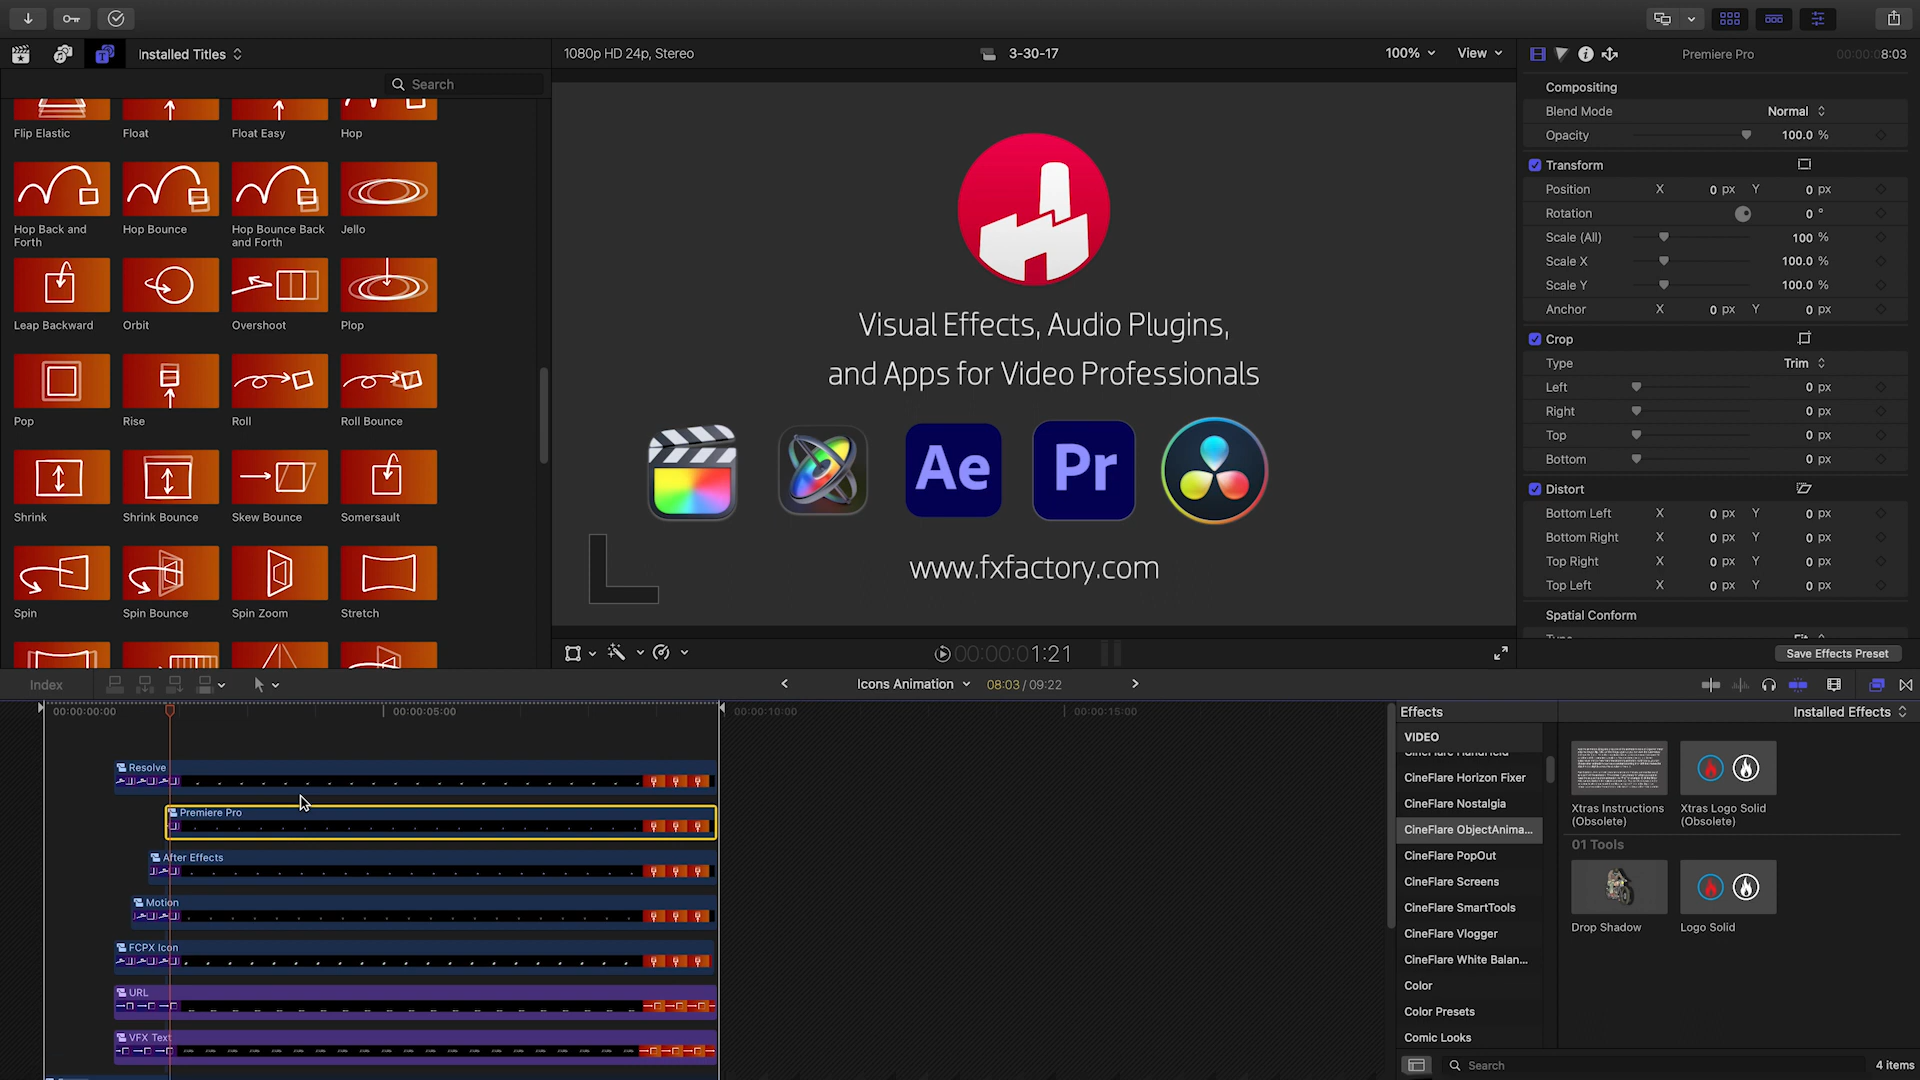 Installed Titles
1080p HD 24p, Stereo
3-30-17
100%
View
Premiere Pro
00:00:08:03
Search
Flip Elastic
Float
Float Easy
Hop
Hop Back and Forth
Hop Bounce
Hop Bounce Back and Forth
Jello
Leap Backward
Orbit
Overshoot
Plop
Pop
Rise
Roll
Roll Bounce
Shrink
Shrink Bounce
Skew Bounce
Somersault
Spin
Spin Bounce
Spin Zoom
Stretch
Visual Effects, Audio Plugins,
and Apps for Video Professionals
Ae
Pr
www.fxfactory.com
Compositing
Blend Mode Normal
Opacity 100.0 %
Transform
Position X 0 px Y 0 px
Rotation 0 °
Scale (All) 100 %
Scale X 100.0 %
Scale Y 100.0 %
Anchor X 0 px Y 0 px
Crop
Type Trim
Left 0 px
Right 0 px
Top 0 px
Bottom 0 px
Distort
Bottom Left X 0 px Y 0 px
Bottom Right X 0 px Y 0 px
Top Right X 0 px Y 0 px
Top Left X 0 px Y 0 px
Spatial Conform
Type Fit
Save Effects Preset
00:00:01:21
Index
Icons Animation
08:03 / 09:22
00:00:00:00
00:00:05:00
00:00:10:00
00:00:15:00
Resolve
Premiere Pro
After Effects
Motion
FCPX Icon
URL
VFX Text
Effects
Installed Effects
VIDEO
CineFlare Handheld
CineFlare Horizon Fixer
CineFlare Nostalgia
CineFlare ObjectAnima...
CineFlare PopOut
CineFlare Screens
CineFlare SmartTools
CineFlare Vlogger
CineFlare White Balan...
Color
Color Presets
Comic Looks
Xtras Instructions (Obsolete)
Xtras Logo Solid (Obsolete)
01 Tools
Drop Shadow
Logo Solid
Search
4 items